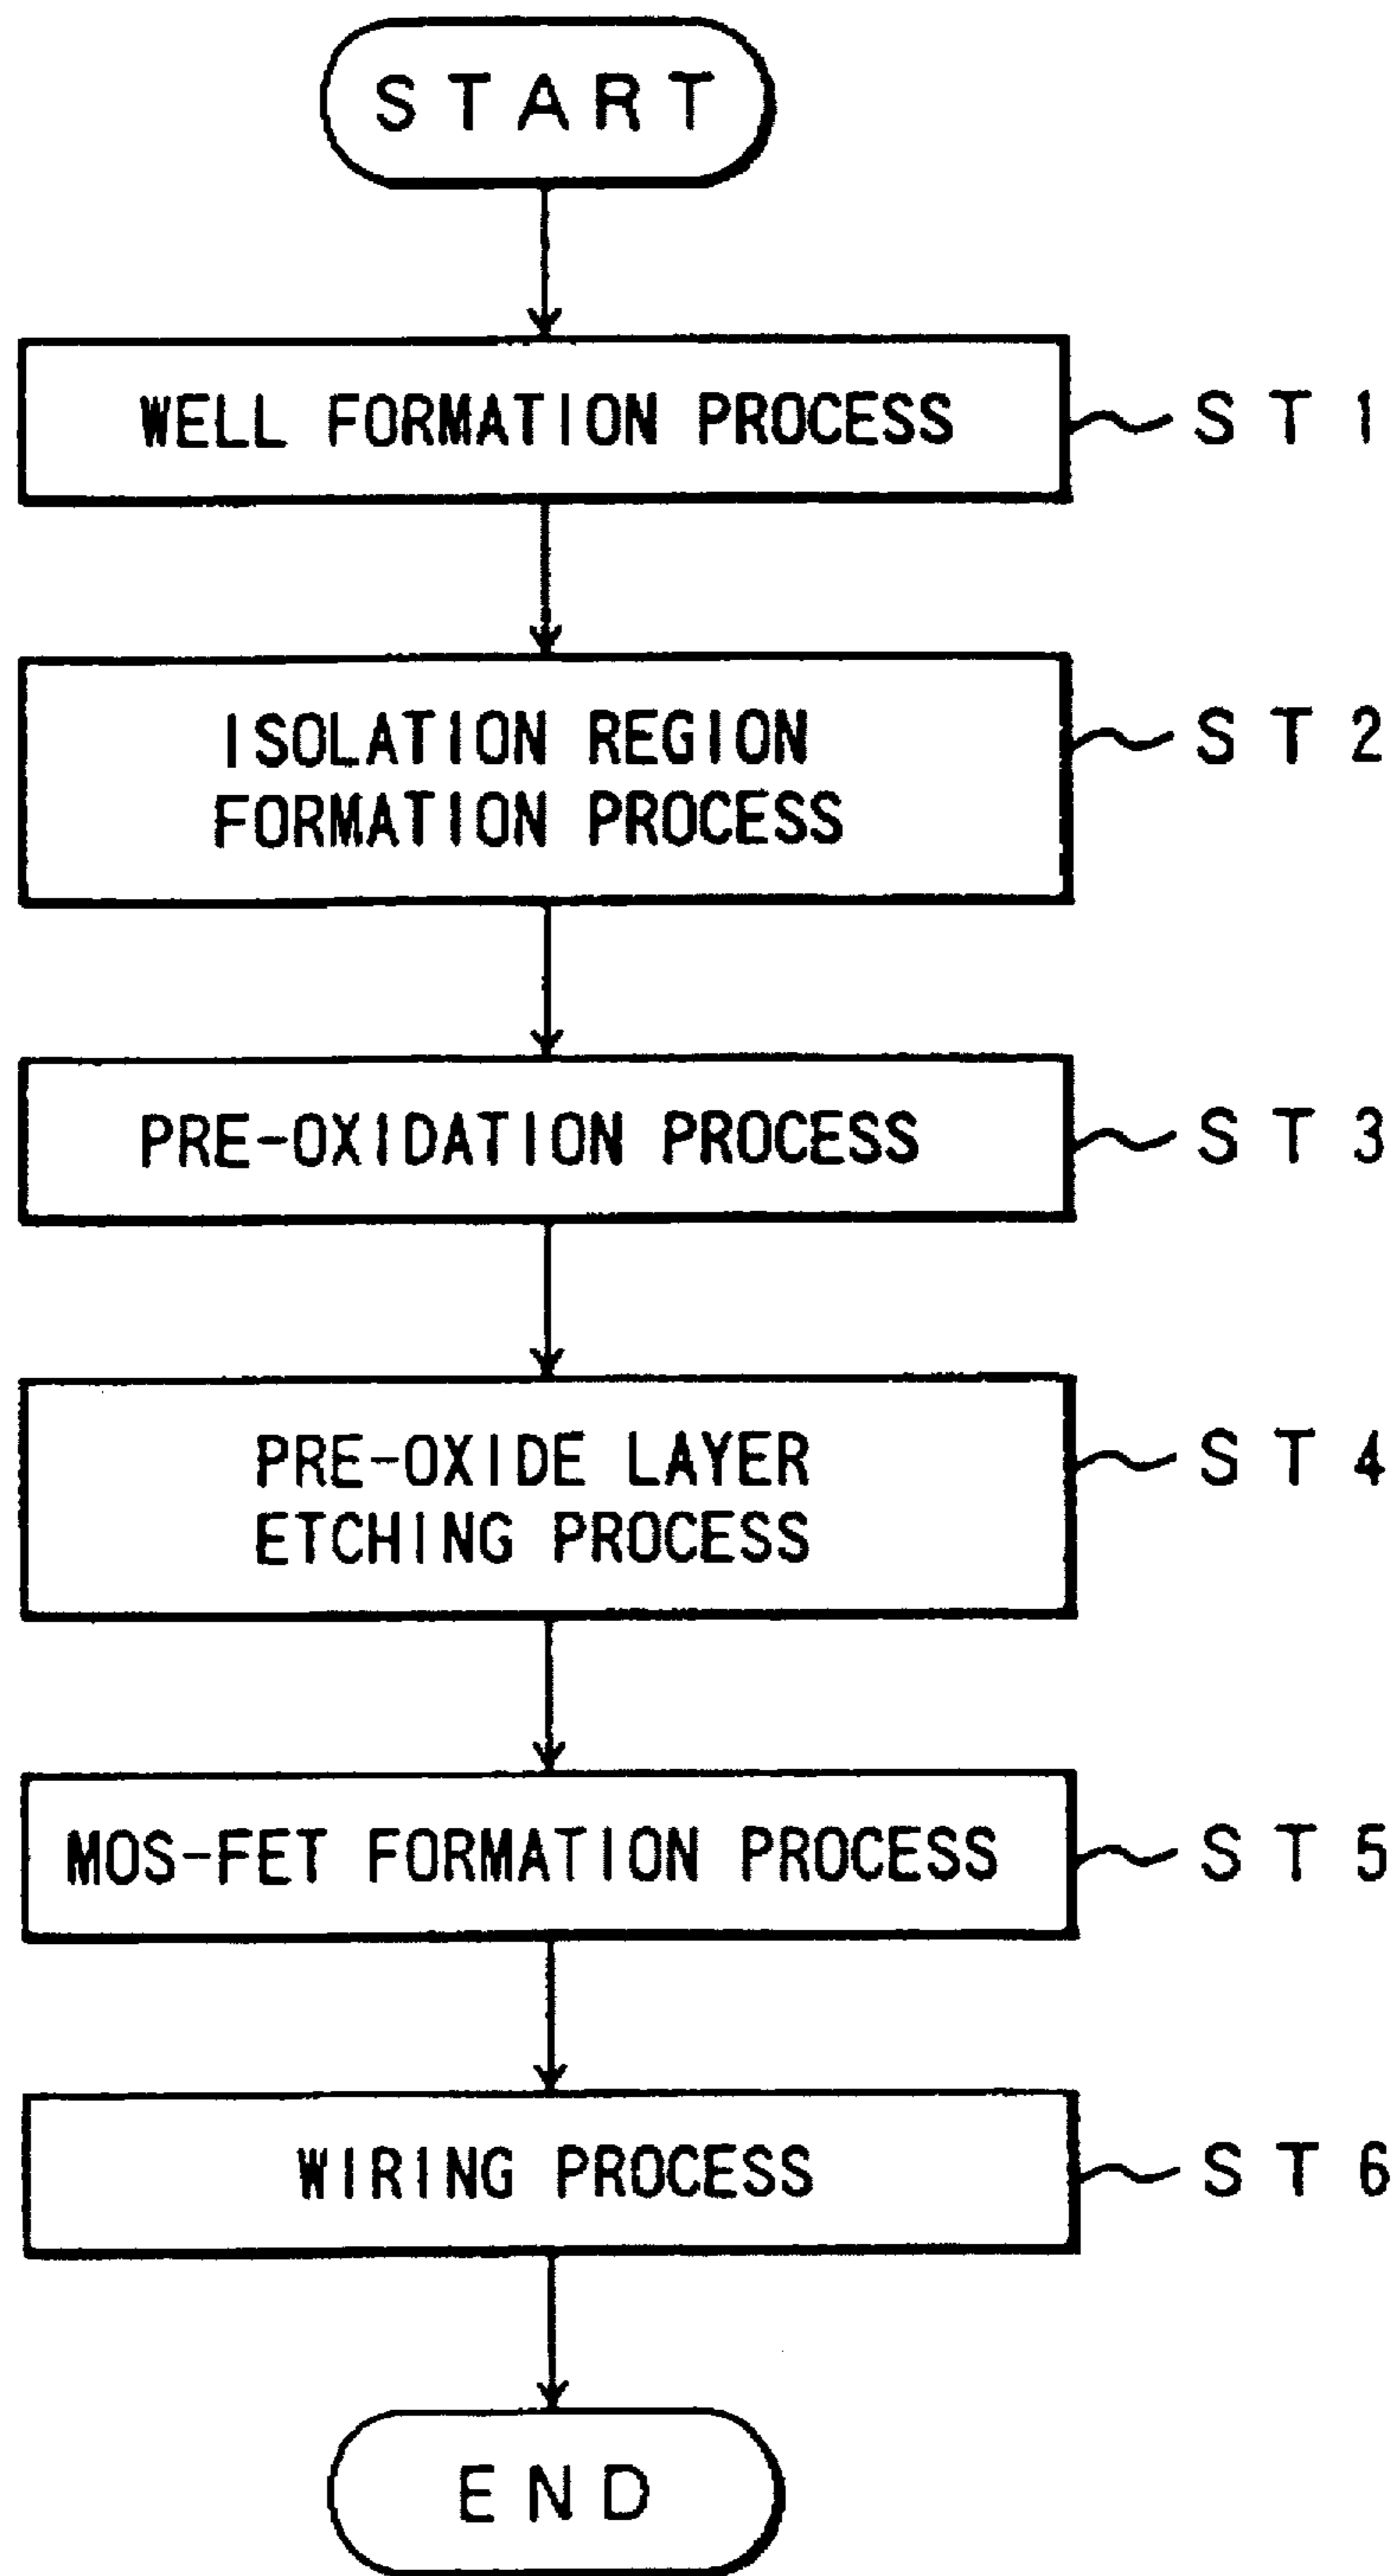 START
WELL FORMATION PROCESS
ST1
ISOLATION REGION
FORMATION PROCESS
ST2
PRE-OXIDATION PROCESS
ST3
PRE-OXIDE LAYER
ETCHING PROCESS
ST4
MOS-FET FORMATION PROCESS
ST5
WIRING PROCESS
ST6
END